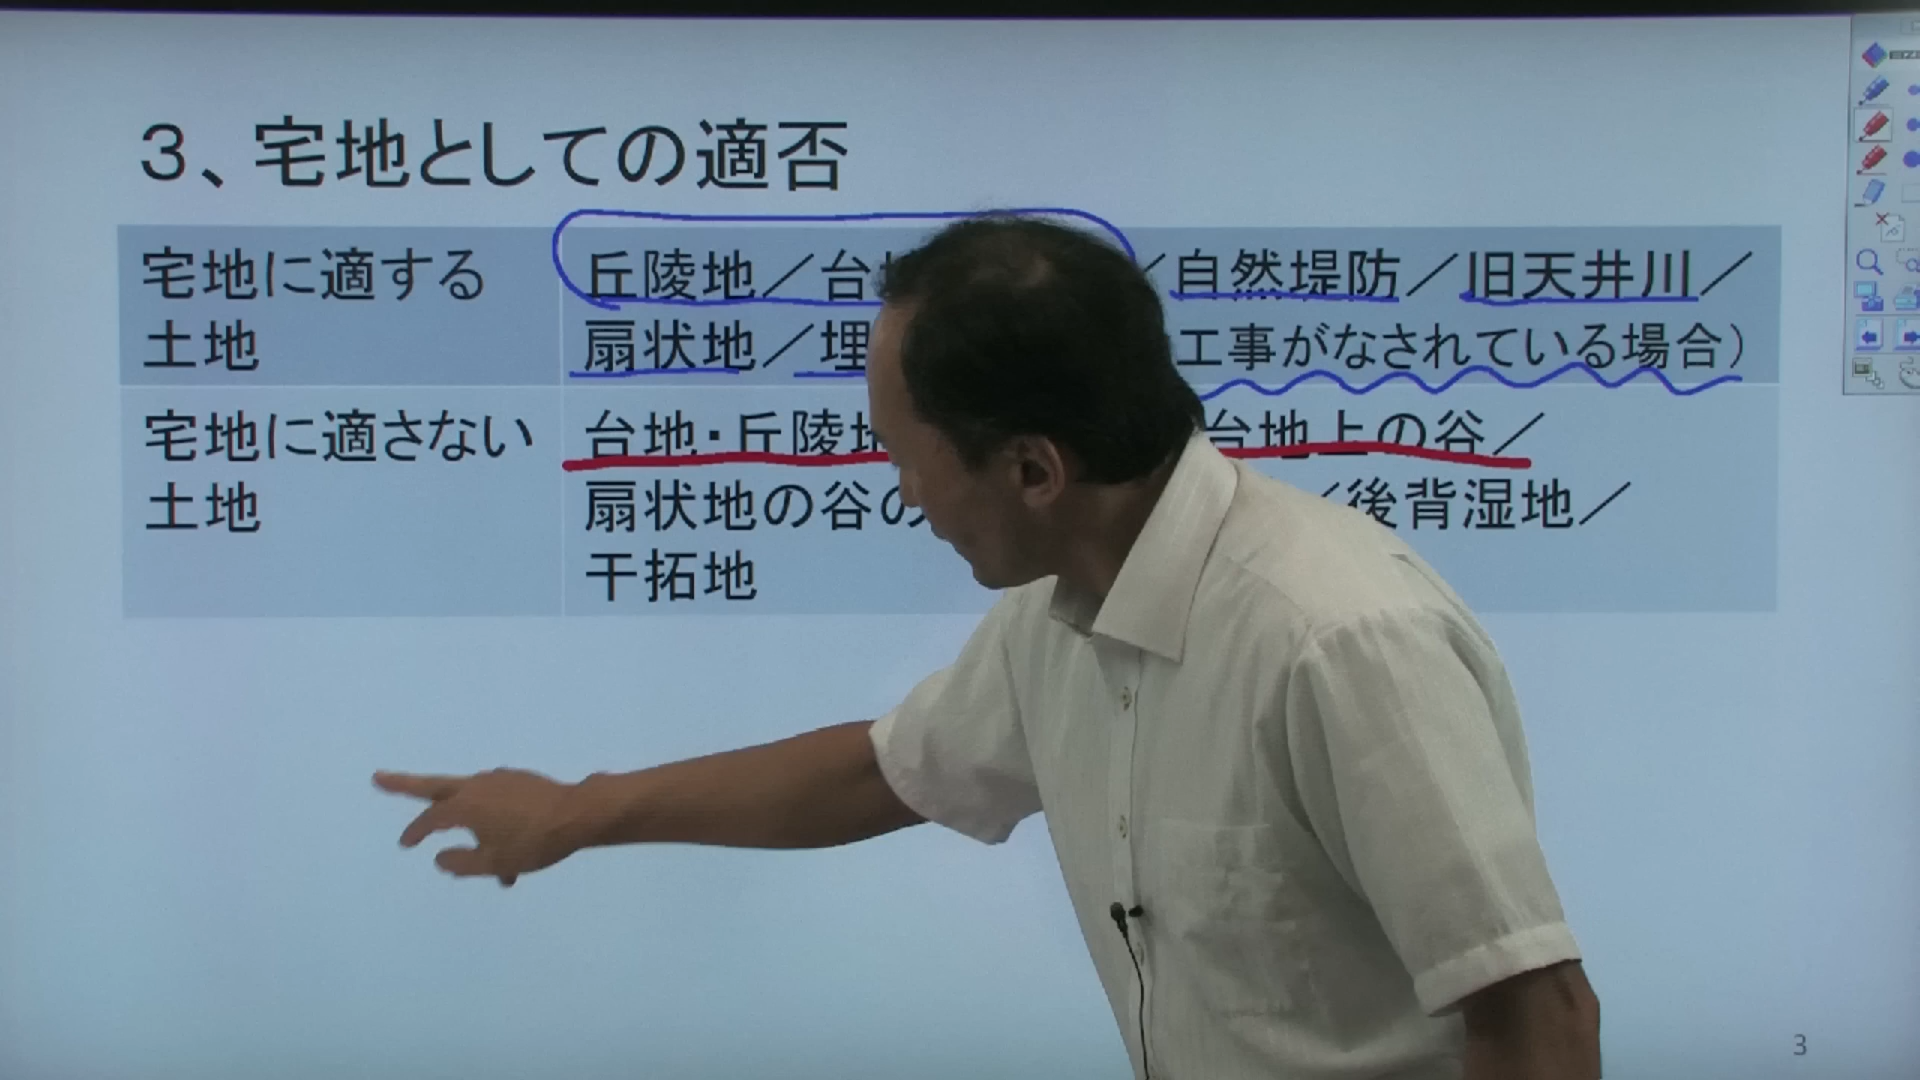 3、宅地としての適否
宅地に適する
土地
丘陵地／台
／自然堤防／旧天井川／
扇状地／埋
工事がなされている場合）
宅地に適さない
土地
台地・丘陵地
台地上の谷／
扇状地の谷の
／後背湿地／
干拓地
3